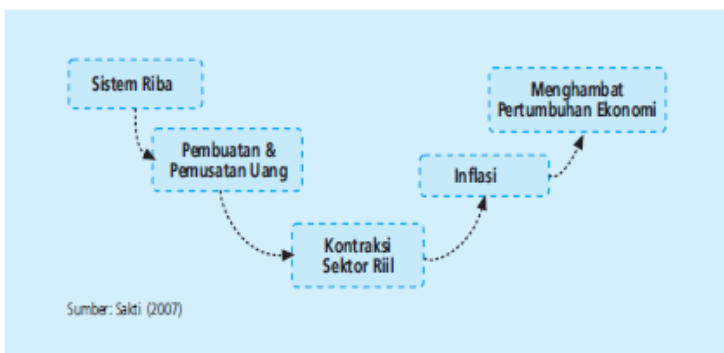 Sistem Riba
Pembuatan &
Pemusatan Uang
Kontraksi
Sektor Riil
Inflasi
Menghambat
Pertumbuhan Ekonomi
Sumber: Sakti (2007)